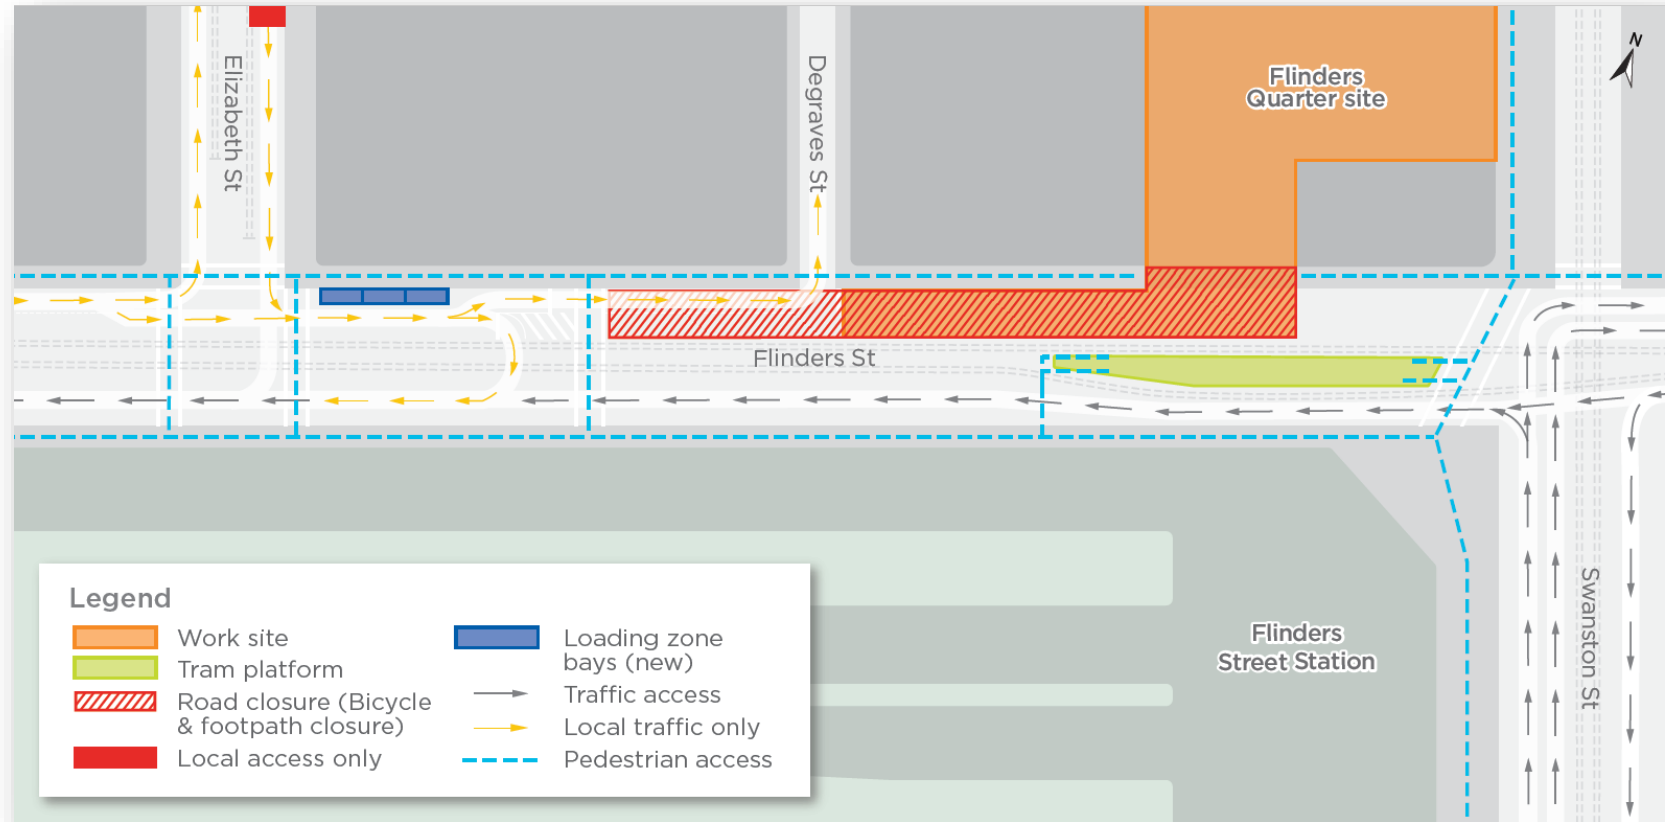 Elizabeth St
Degraves St
Flinders
Quarter site
N
Flinders St
Flinders
Street Station
Swanston St
Legend
Work site
Tram platform
Road closure (Bicycle
& footpath closure)
Local access only
Loading zone
bays (new)
Traffic access
Local traffic only
Pedestrian access